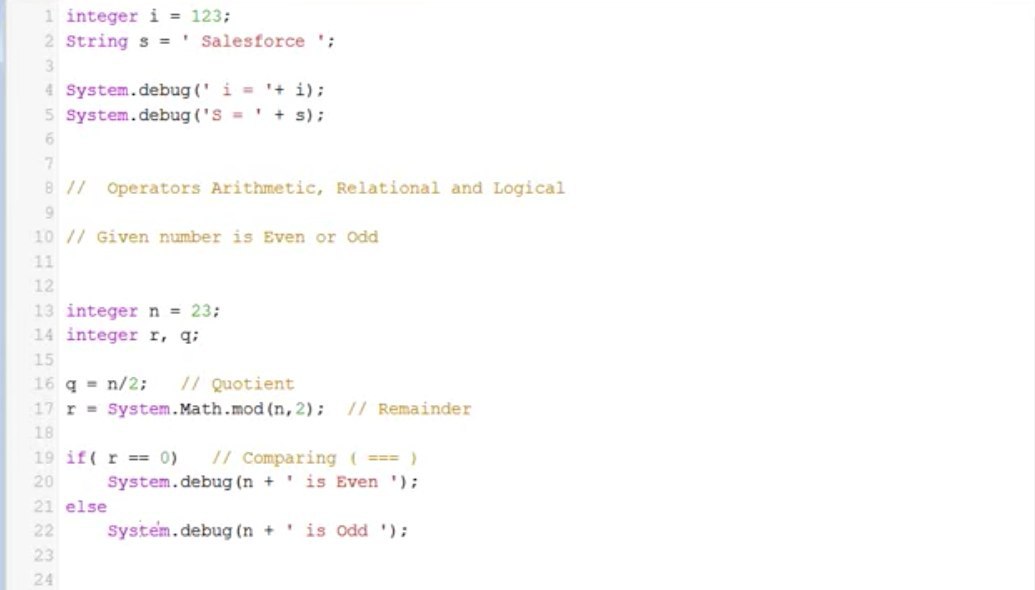 1 integer i = 123;
2 String s = ' Salesforce ';
3
4 System.debug(' i = '+ i);
5 System.debug('S = ' + s);
6
7
8 //  Operators Arithmetic, Relational and Logical
9
10 // Given number is Even or Odd
11
12
13 integer n = 23;
14 integer r, q;
15
16 q = n/2;   // Quotient
17 r = System.Math.mod(n,2);  // Remainder
18
19 if( r == 0)   // Comparing ( === )
20     System.debug(n + ' is Even ');
21 else
22     System.debug(n + ' is Odd ');
23
24